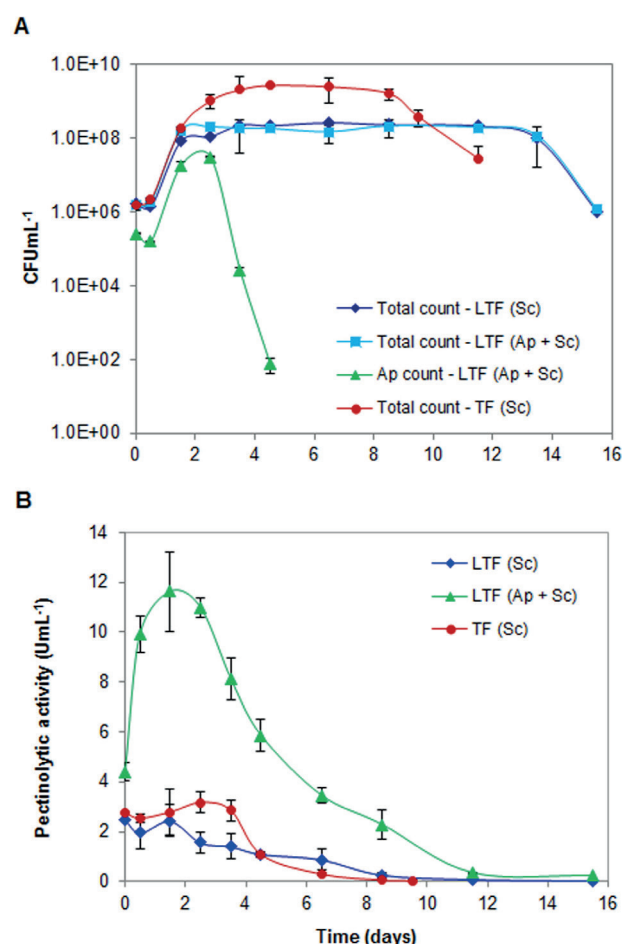 A
1.0E+10
1.0E+08
1.0E+06
1.0E+04
1.0E+02
1.0E+00
CFUmL⁻¹
Total count - LTF (Sc)
Total count - LTF (Ap + Sc)
Ap count - LTF (Ap + Sc)
Total count - TF (Sc)
0 2 4 6 8 10 12 14 16
B
14
12
10
8
6
4
2
0
Pectinolytic activity (UmL⁻¹)
LTF (Sc)
LTF (Ap + Sc)
TF (Sc)
0 2 4 6 8 10 12 14 16
Time (days)